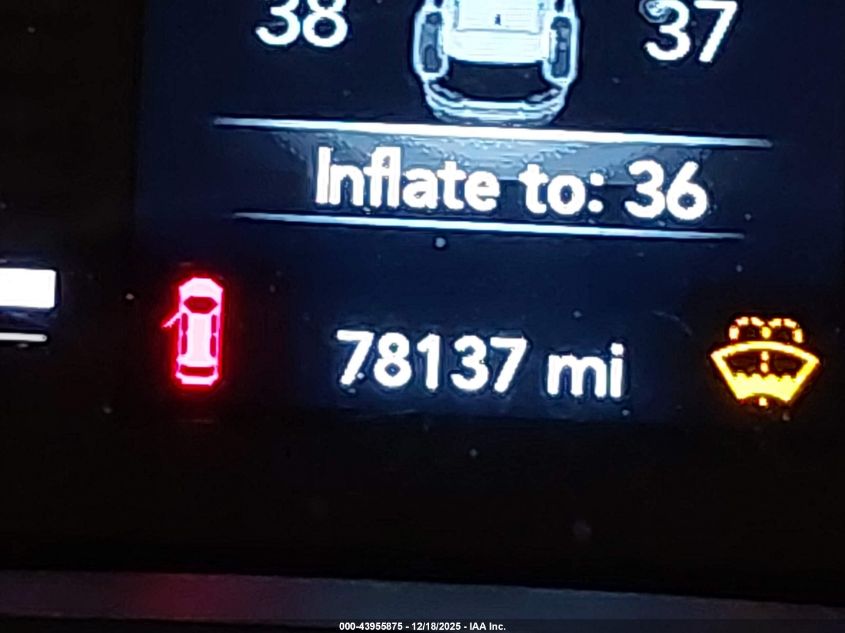 38 37
Inflate to: 36
78137 mi
000-43955875 - 12/18/2025 - IAA Inc.